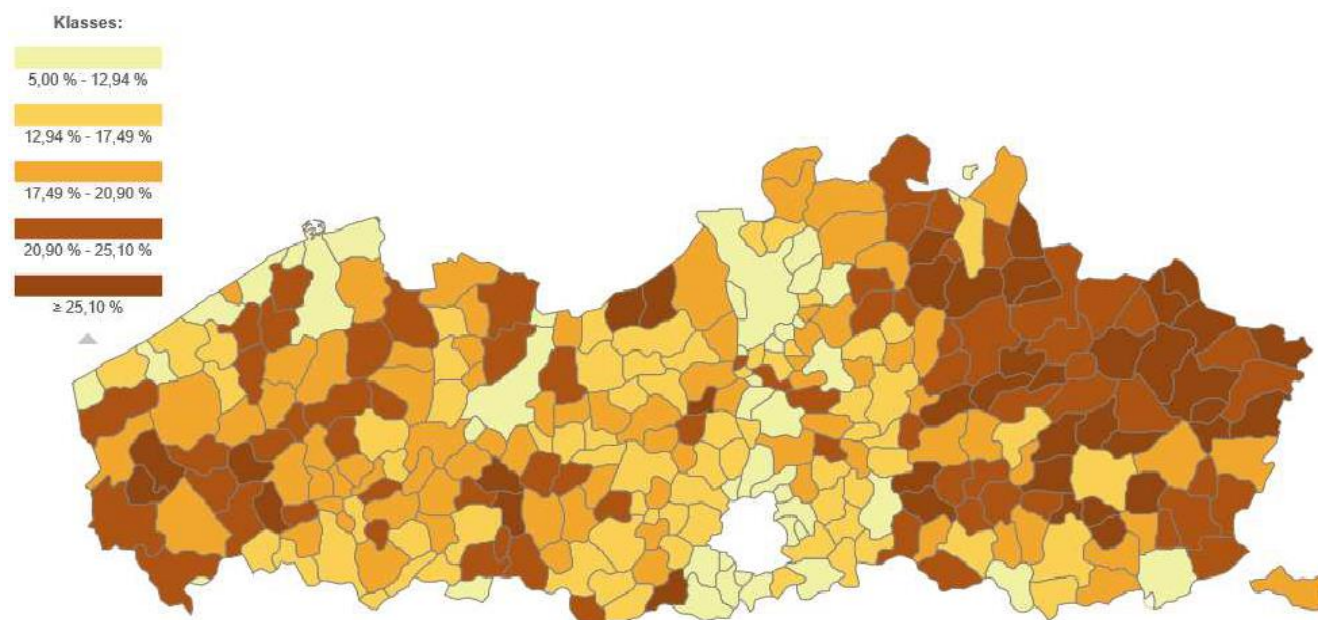 Klasses:
5,00 % - 12,94 %
12,94 % - 17,49 %
17,49 % - 20,90 %
20,90 % - 25,10 %
≥ 25,10 %